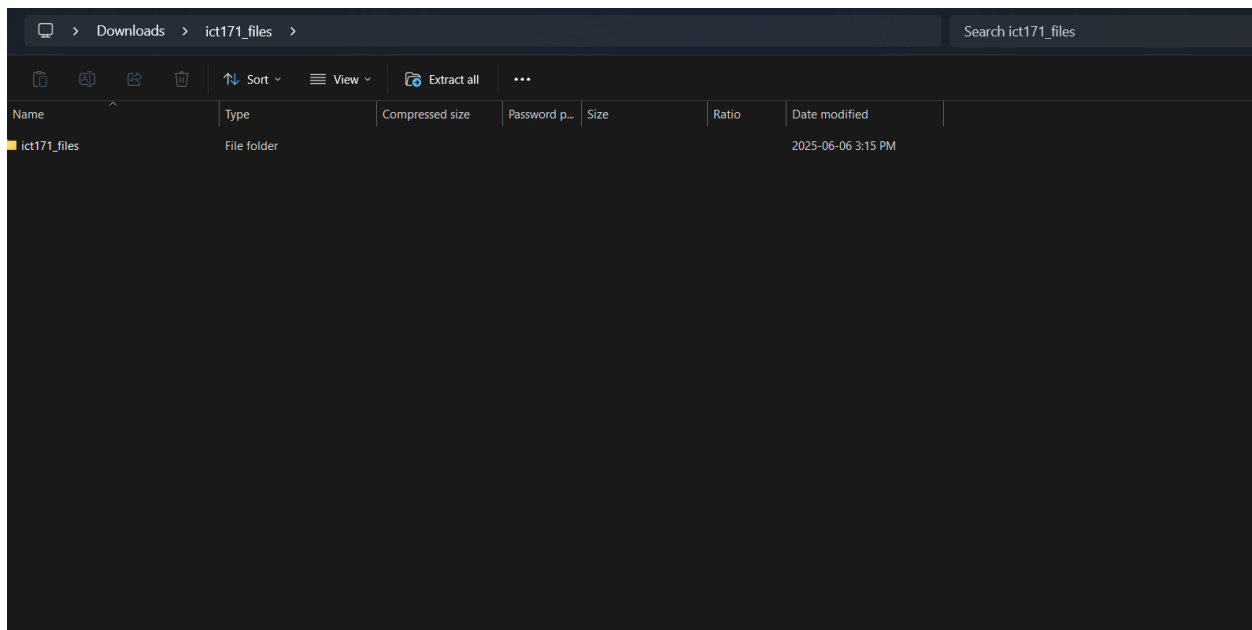 Downloads ict171_files Search ict171_files
Sort View Extract all
Name Type Compressed size Password p... Size Ratio Date modified
ict171_files File folder 2025-06-06 3:15 PM